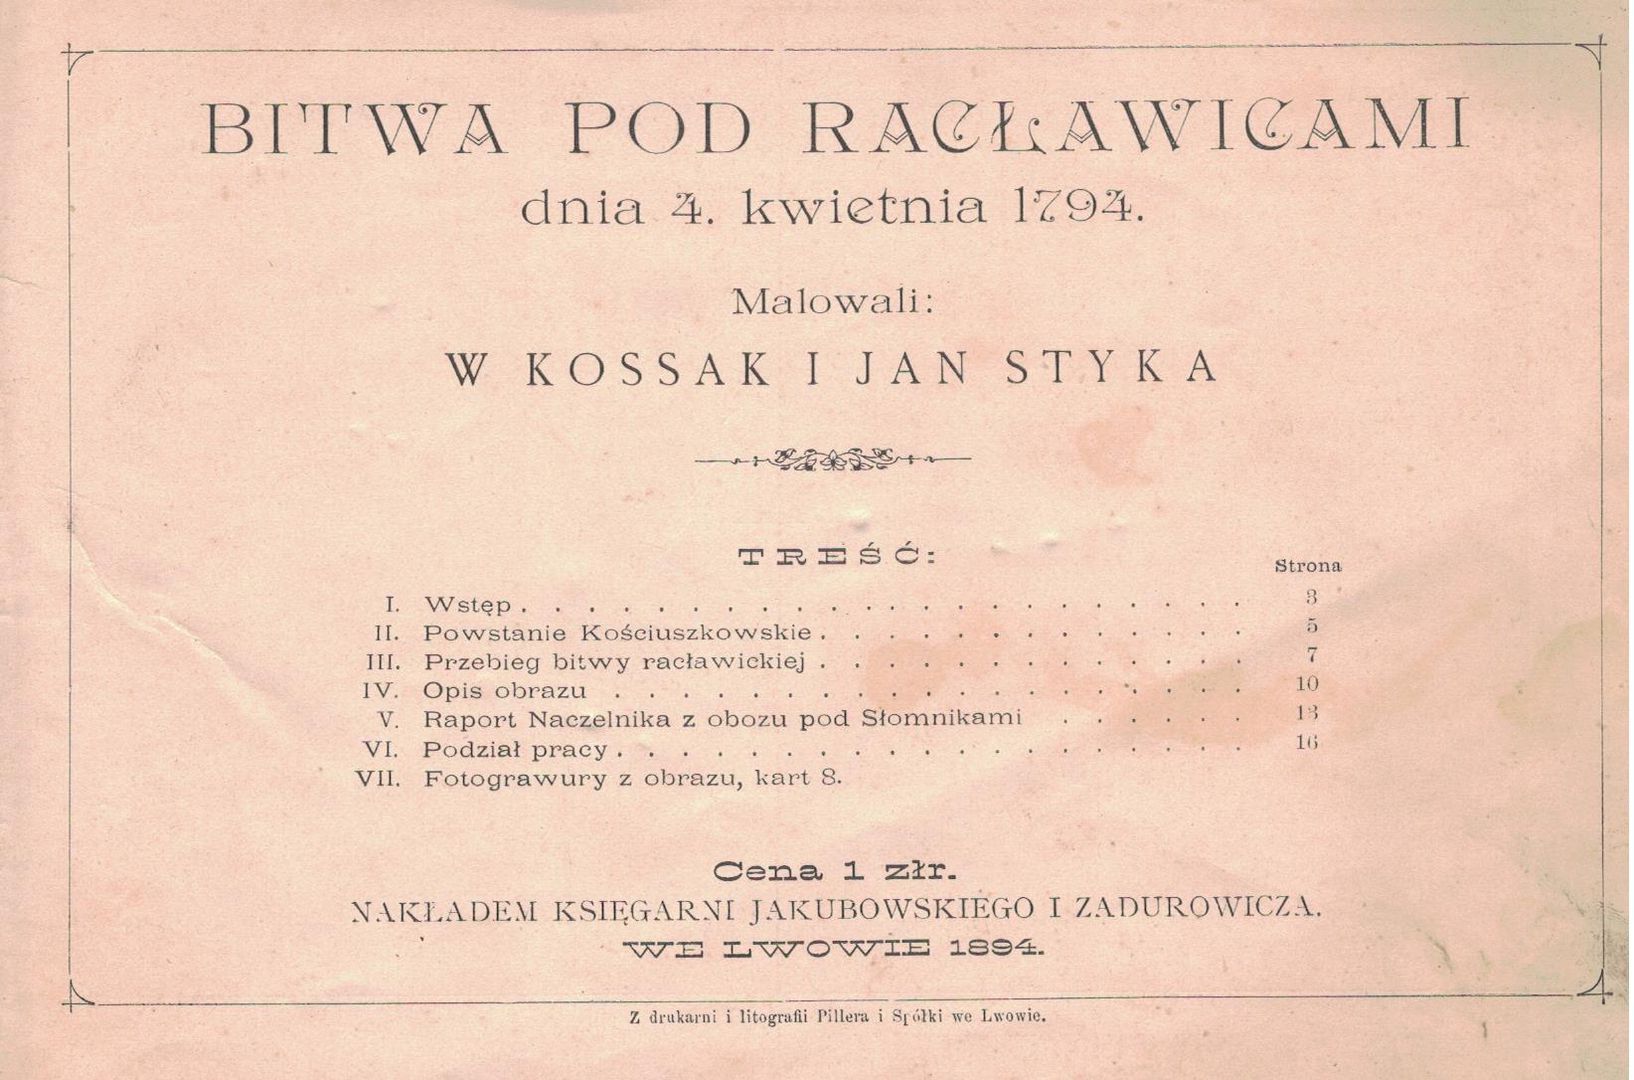 BITWA POD RACŁAWICAMI
dnia 4. kwietnia 1794.
Malowali:
W KOSSAK I JAN STYKA
TREŚĆ:
Strona
I. Wstęp . . . . . . . . . . . . . . . . . . . . . . . 3
II. Powstanie Kościuszkowskie . . . . . . . . . . . . . 5
III. Przebieg bitwy racławickiej . . . . . . . . . . . . . 7
IV. Opis obrazu . . . . . . . . . . . . . . . . . . . . 10
V. Raport Naczelnika z obozu pod Słomnikami . . . . . . 13
VI. Podział pracy . . . . . . . . . . . . . . . . . . . 16
VII. Fotograwury z obrazu, kart 8.
Cena 1 złr.
NAKŁADEM KSIĘGARNI JAKUBOWSKIEGO I ZADUROWICZA.
WE LWOWIE 1894.
Z drukarni i litografii Pillera i Spółki we Lwowie.